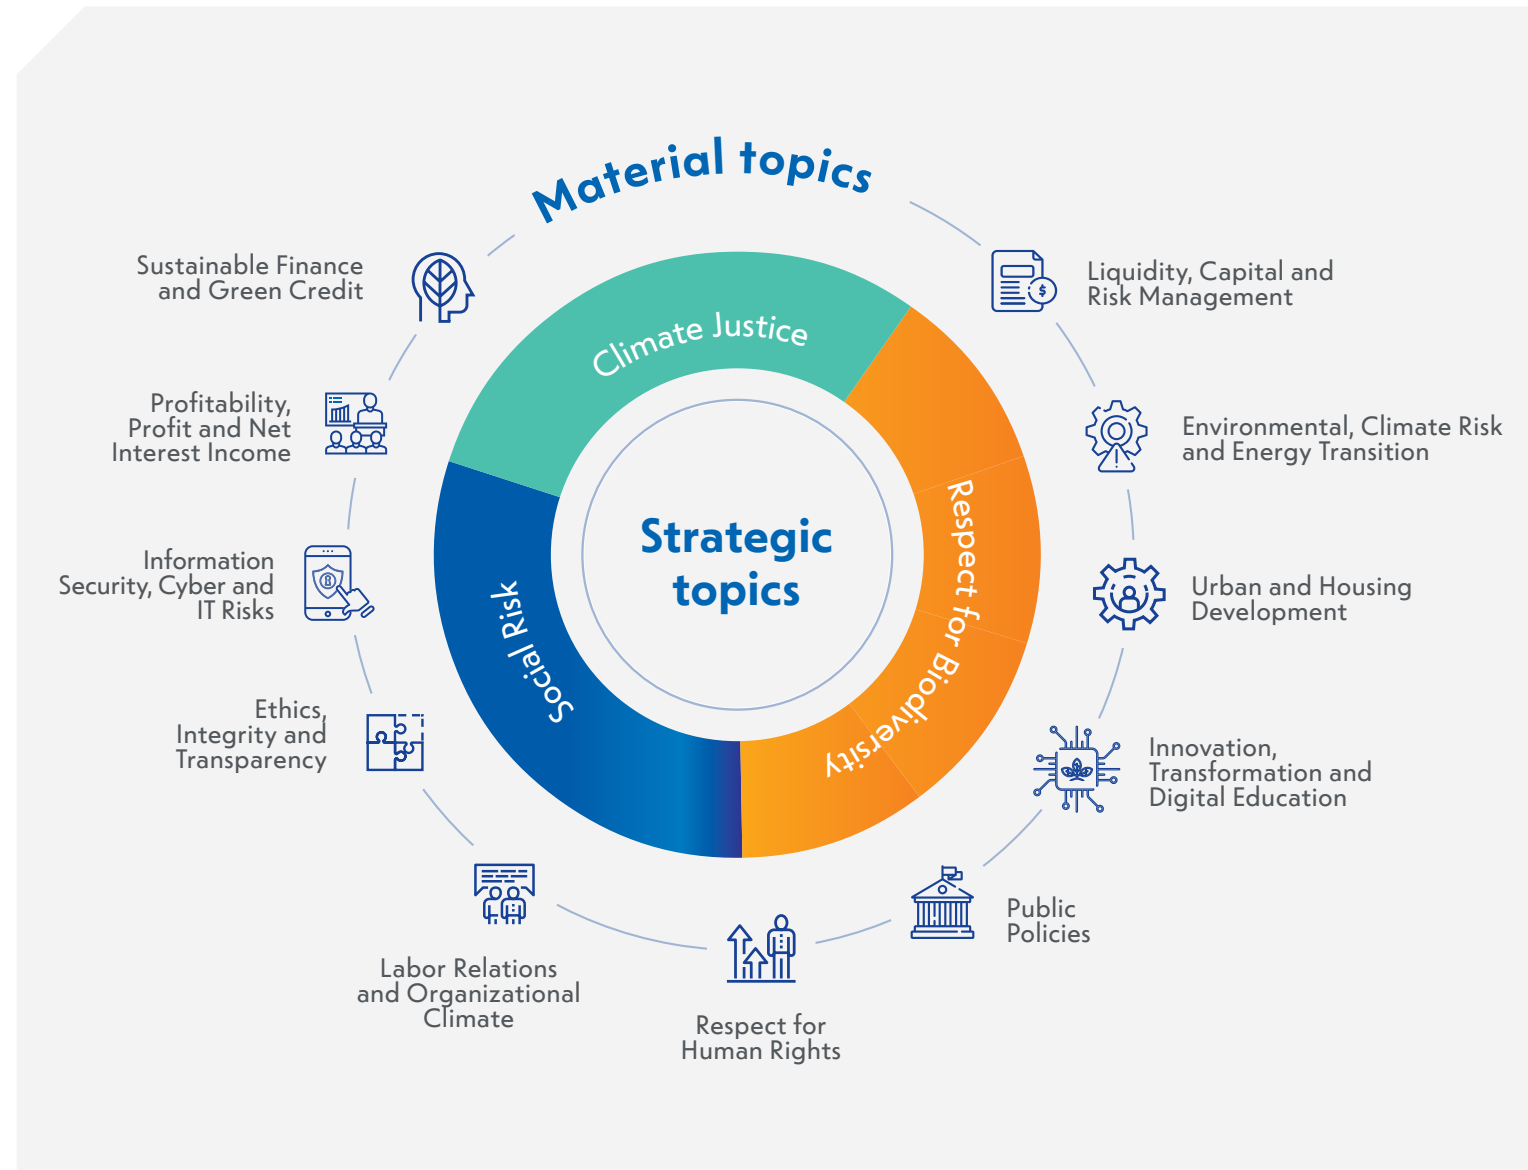 Material topics
Sustainable Finance
and Green Credit
Profitability,
Profit and Net
Interest Income
Information
Security, Cyber and
IT Risks
Ethics,
Integrity and
Transparency
Labor Relations
and Organizational
Climate
Respect for
Human Rights
Public
Policies
Innovation,
Transformation and
Digital Education
Urban and Housing
Development
Environmental, Climate Risk
and Energy Transition
Liquidity, Capital and
Risk Management
$
Climate Justice
Respect for Biodiversity
Social Risk
Strategic
topics